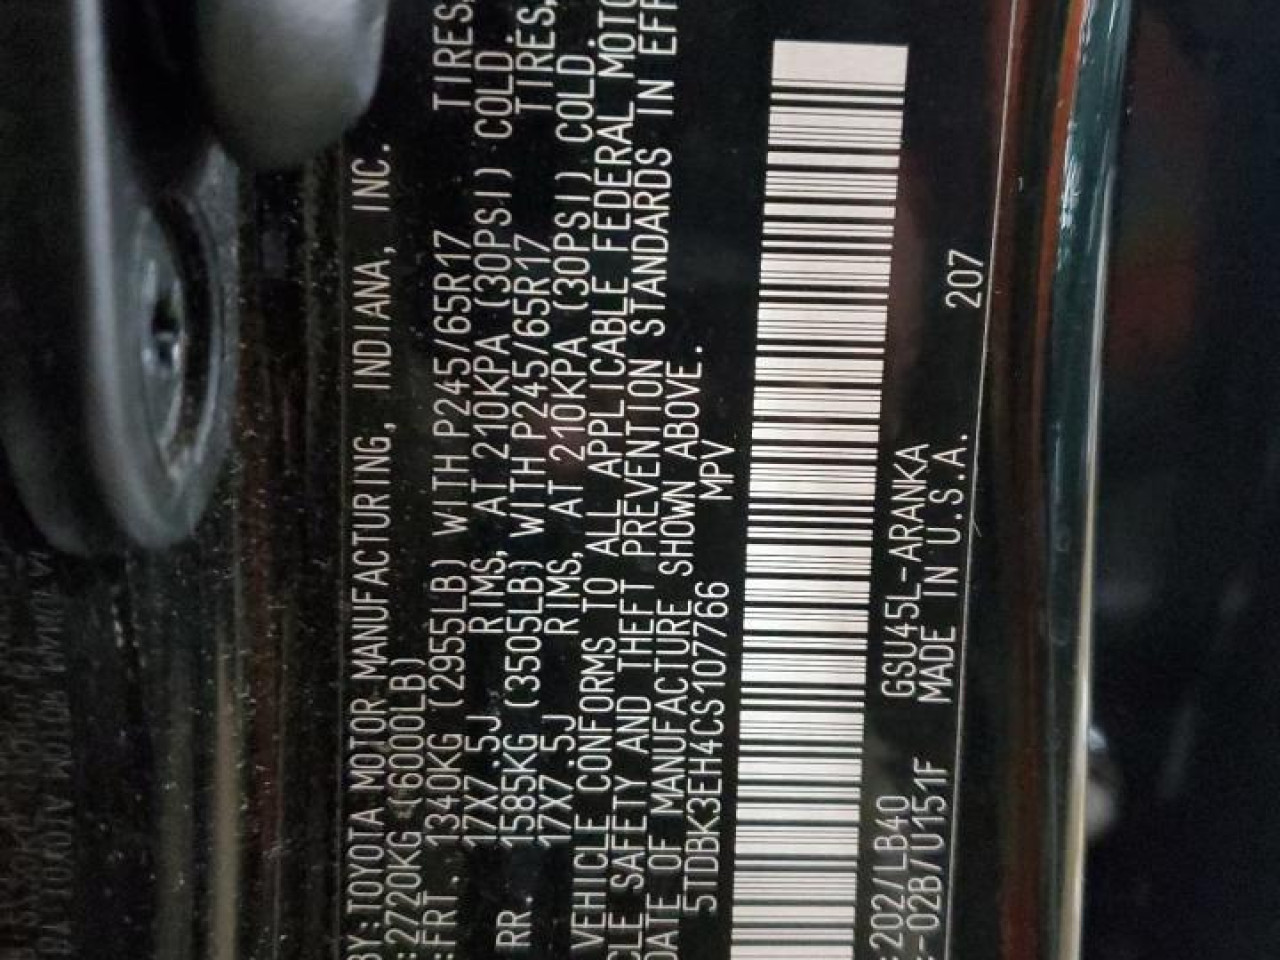 BY:TOYOTA MOTOR MANUFACTURING, INDIANA, INC.
:2720KG (6000LB)
:FRT. 1340KG (2955LB) WITH P245/65R17 TIRES,
17X7.5J RIMS, AT 210KPA (30PSI) COLD.
RR. 1585KG (3505LB) WITH P245/65R17 TIRES,
17X7.5J RIMS, AT 210KPA (30PSI) COLD.
VEHICLE CONFORMS TO ALL APPLICABLE FEDERAL MOTO
CLE SAFETY AND THEFT PREVENTION STANDARDS IN EFF
DATE OF MANUFACTURE SHOWN ABOVE.
5TDBK3EH4CS107766 MPV
:202/LB40 GSU45L-ARANKA
:-02B/U151F MADE IN U.S.A. 207